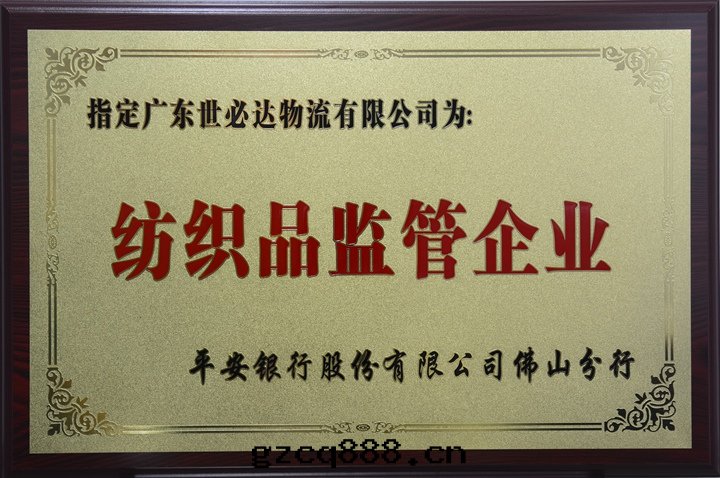 指定广东世必达物流有限公司为:
纺织品监管企业
平安银行股份有限公司佛山分行
gzcq888.cn